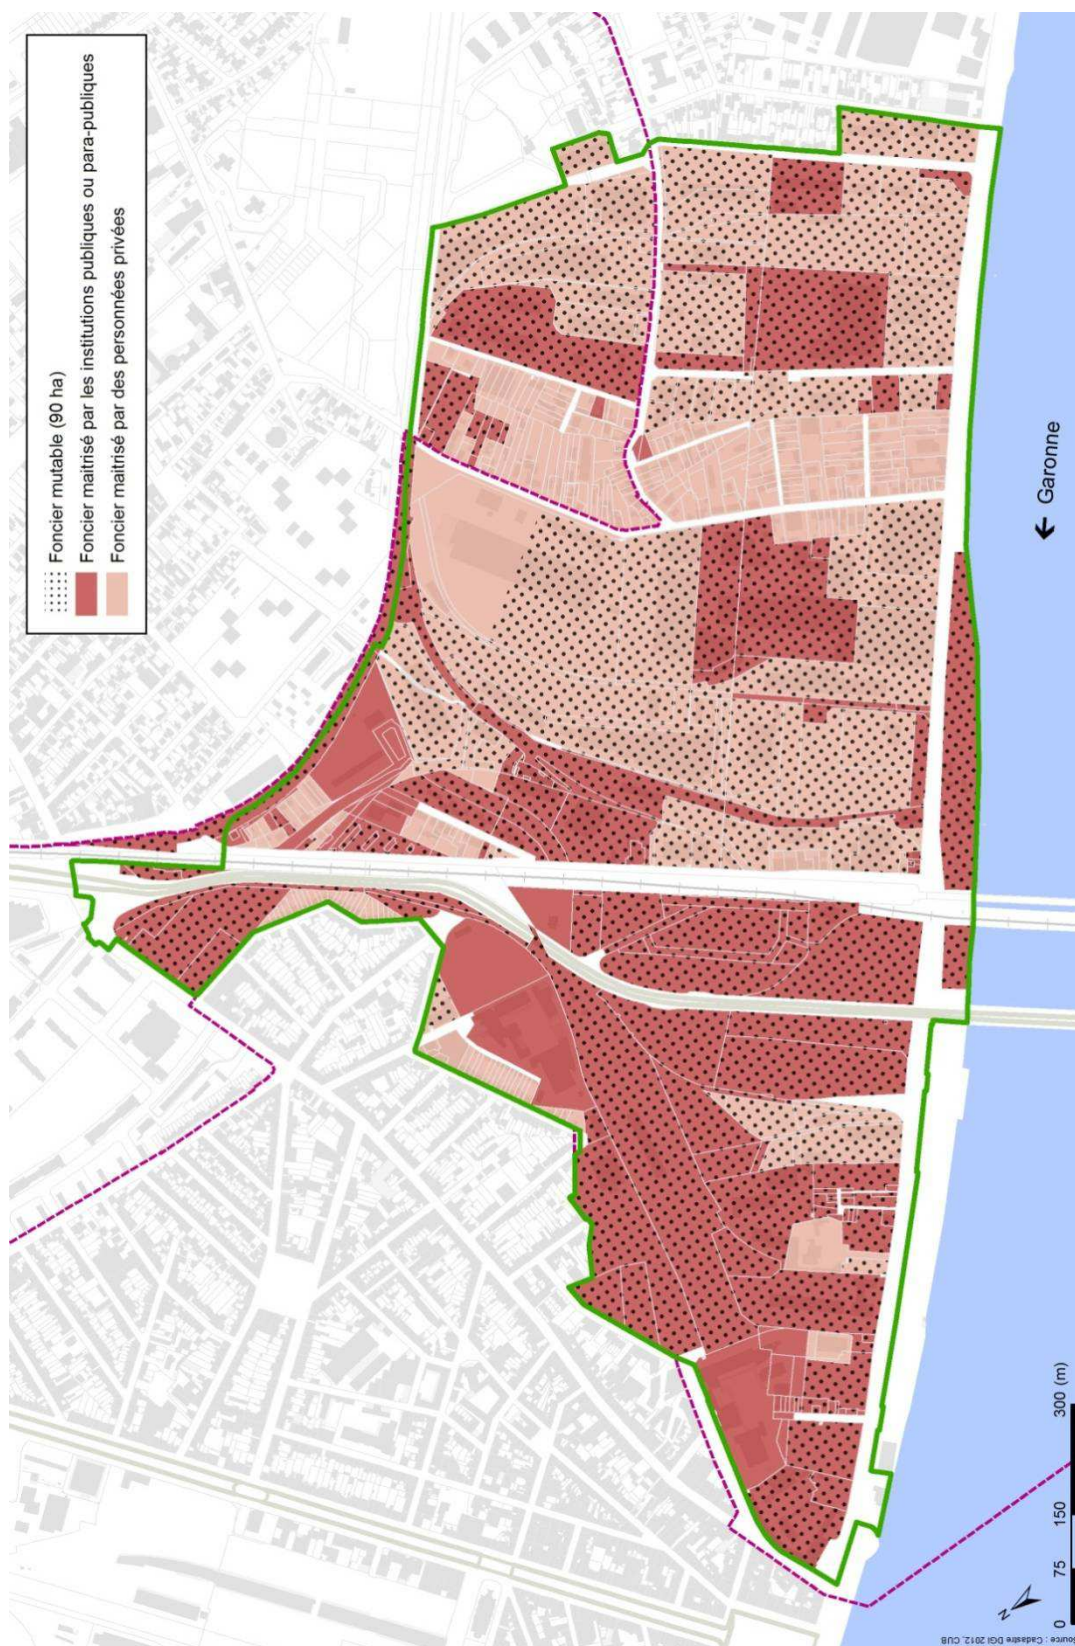 Foncier mutable (90 ha)
Foncier maitrisé par les institutions publiques ou para-publiques
Foncier maitrisé par des personnées privées
← Garonne
N
0 75 150 300 (m)
ource : Cadastre DGI 2012, CUB